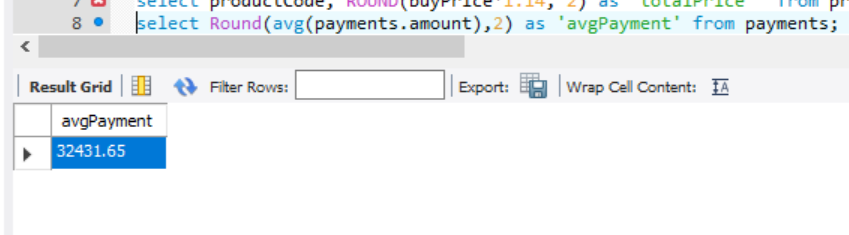 7 select productCode, ROUND(buyPrice*1.14, 2) as 'totalPrice' from pr
8 select Round(avg(payments.amount),2) as 'avgPayment' from payments;
Result Grid Filter Rows: Export: Wrap Cell Content: IA
avgPayment
32431.65